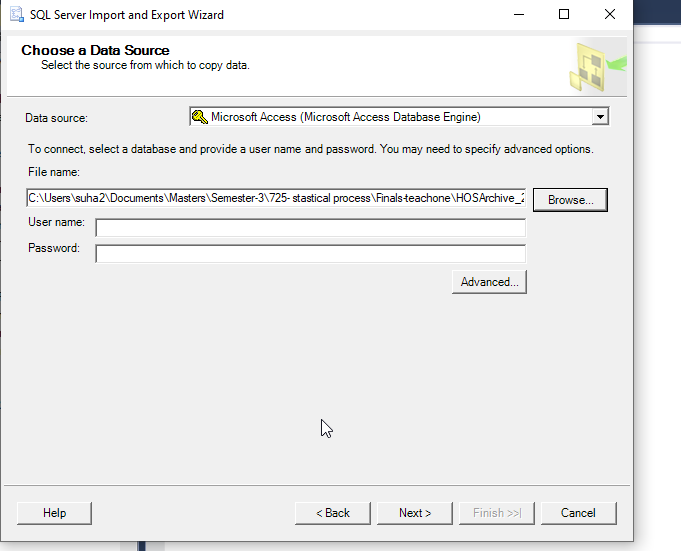 SQL Server Import and Export Wizard
Choose a Data Source
Select the source from which to copy data.
Data source:
Microsoft Access (Microsoft Access Database Engine)
To connect, select a database and provide a user name and password. You may need to specify advanced options.
File name:
C:\Users\suha2\Documents\Masters\Semester-3\725- stastical process\Finals-teachone\HOSArchive_2
Browse...
User name:
Password:
Advanced...
Help
< Back
Next >
Finish >>|
Cancel